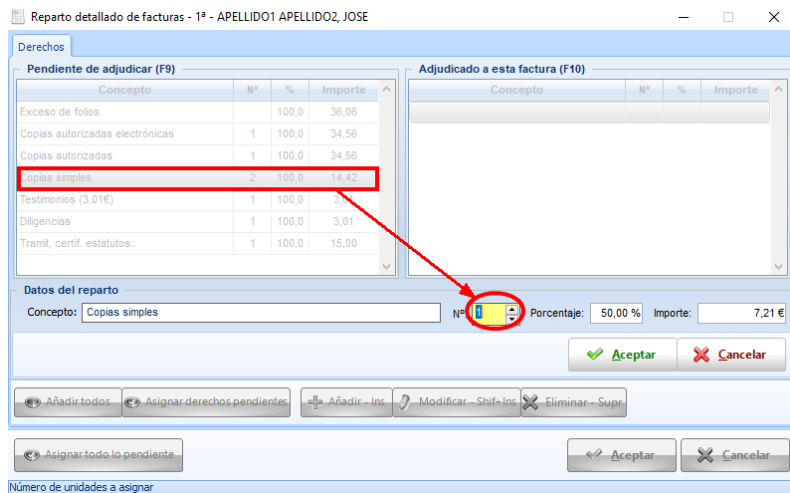 Reparto detallado de facturas - 1ª - APELLIDO1 APELLIDO2, JOSE
Derechos
Pendiente de adjudicar (F9)
Concepto Nº % Importe
Exceso de folios 100,0 36,06
Copias autorizadas electrónicas 1 100,0 34,56
Copias autorizadas 1 100,0 34,56
Copias simples 2 100,0 14,42
Testimonios (3.01€) 1 100,0 3,01
Diligencias 1 100,0 3,01
Tramit, certif. estatutos.. 1 100,0 15,00
Adjudicado a esta factura (F10)
Concepto Nº % Importe
Datos del reparto
Concepto: Copias simples Nº 1 Porcentaje: 50,00 % Importe: 7,21 €
Aceptar Cancelar
Añadir todos Asignar derechos pendientes Añadir - Ins Modificar - Shif+Ins Eliminar - Supr
Asignar todo lo pendiente Aceptar Cancelar
Número de unidades a asignar